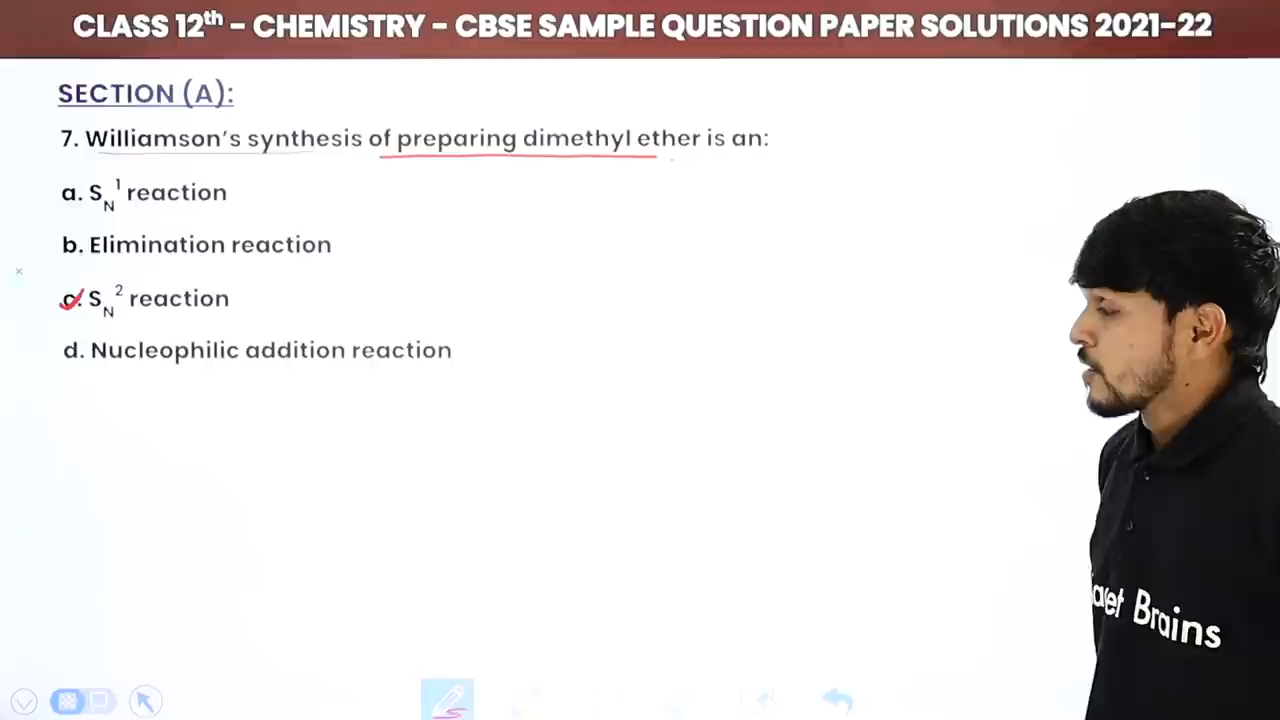 CLASS 12th - CHEMISTRY - CBSE SAMPLE QUESTION PAPER SOLUTIONS 2021-22
SECTION (A):
7. Williamson's synthesis of preparing dimethyl ether is an:
a. SN1 reaction
b. Elimination reaction
c. SN2 reaction
d. Nucleophilic addition reaction
Brains